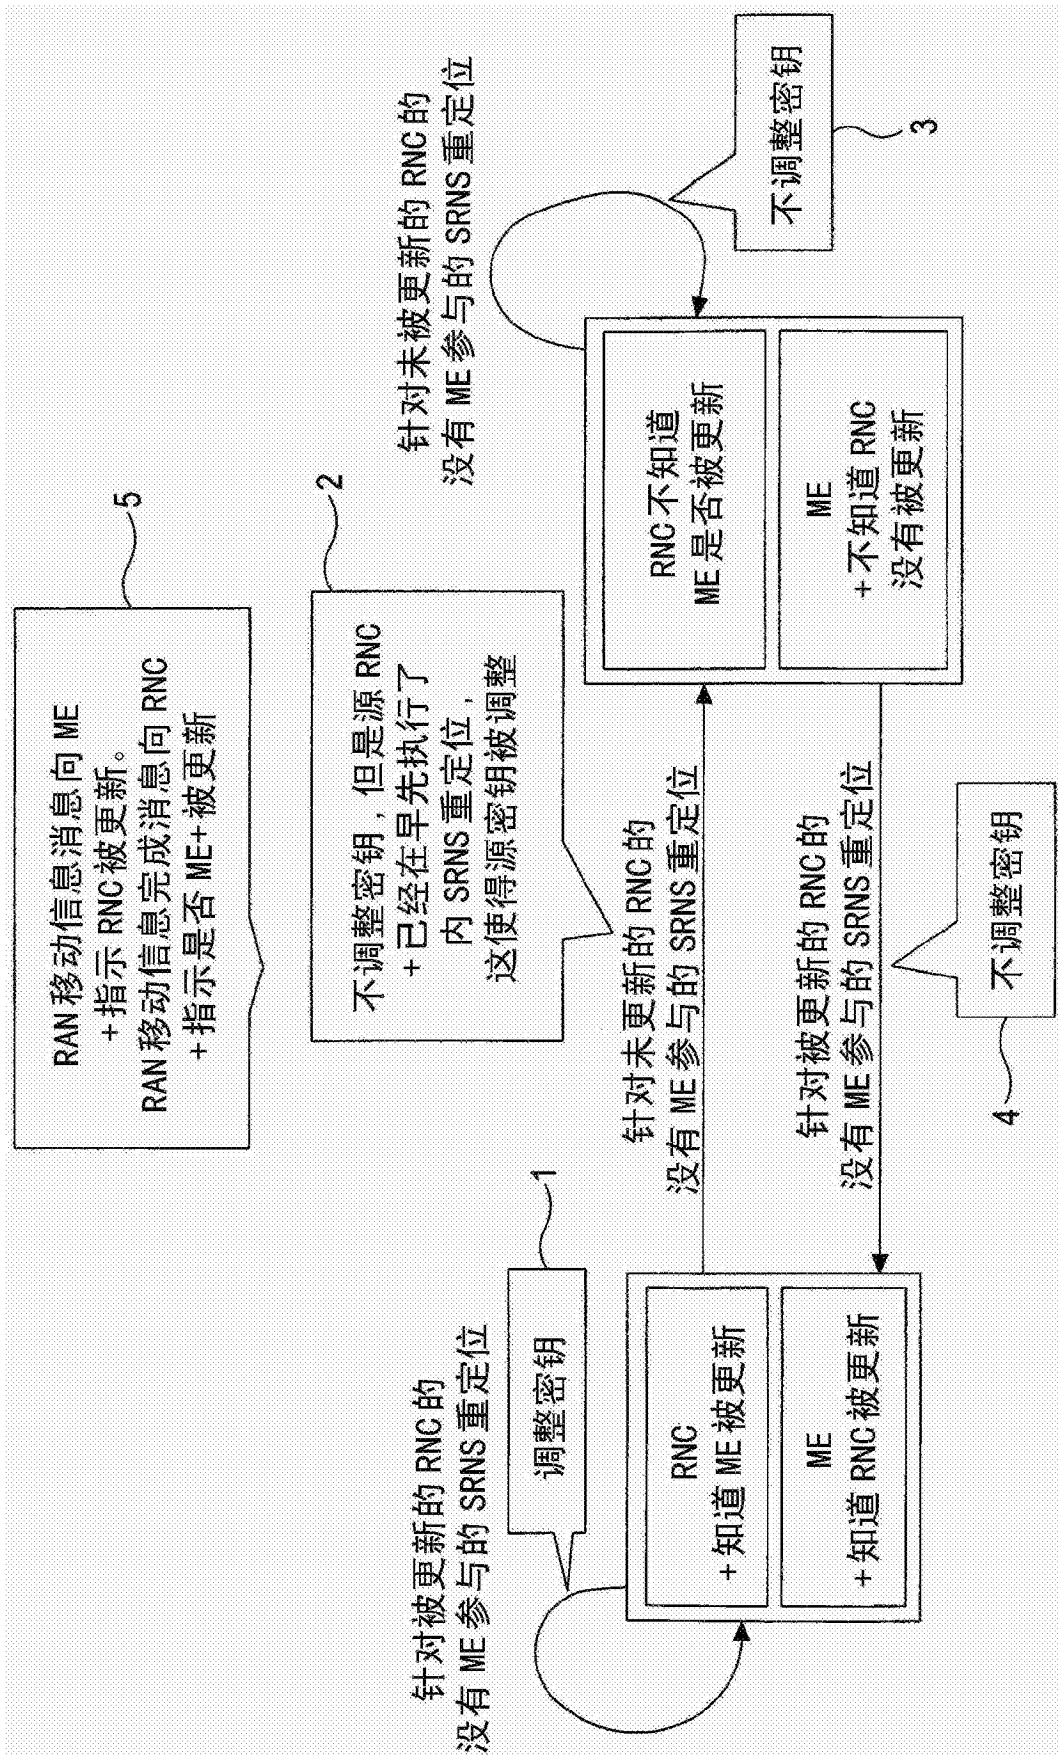 RAN 移动信息消息向 ME
+指示 RNC 被更新。
RAN 移动信息完成消息向 RNC
+指示是否 ME+ 被更新
5
不调整密钥，但是源 RNC
+ 已经在早先执行了
内 SRNS 重定位，
这使得源密钥被调整
2
针对被更新的 RNC 的
没有 ME 参与的 SRNS 重定位
调整密钥
1
针对未被更新的 RNC 的
没有 ME 参与的 SRNS 重定位
不调整密钥
3
RNC
+知道 ME 被更新
ME
+知道 RNC 被更新
针对未更新的 RNC 的
没有 ME 参与的 SRNS 重定位
针对被更新的 RNC 的
没有 ME 参与的 SRNS 重定位
不调整密钥
4
RNC 不知道
ME 是否被更新
ME
+ 不知道 RNC
没有被更新